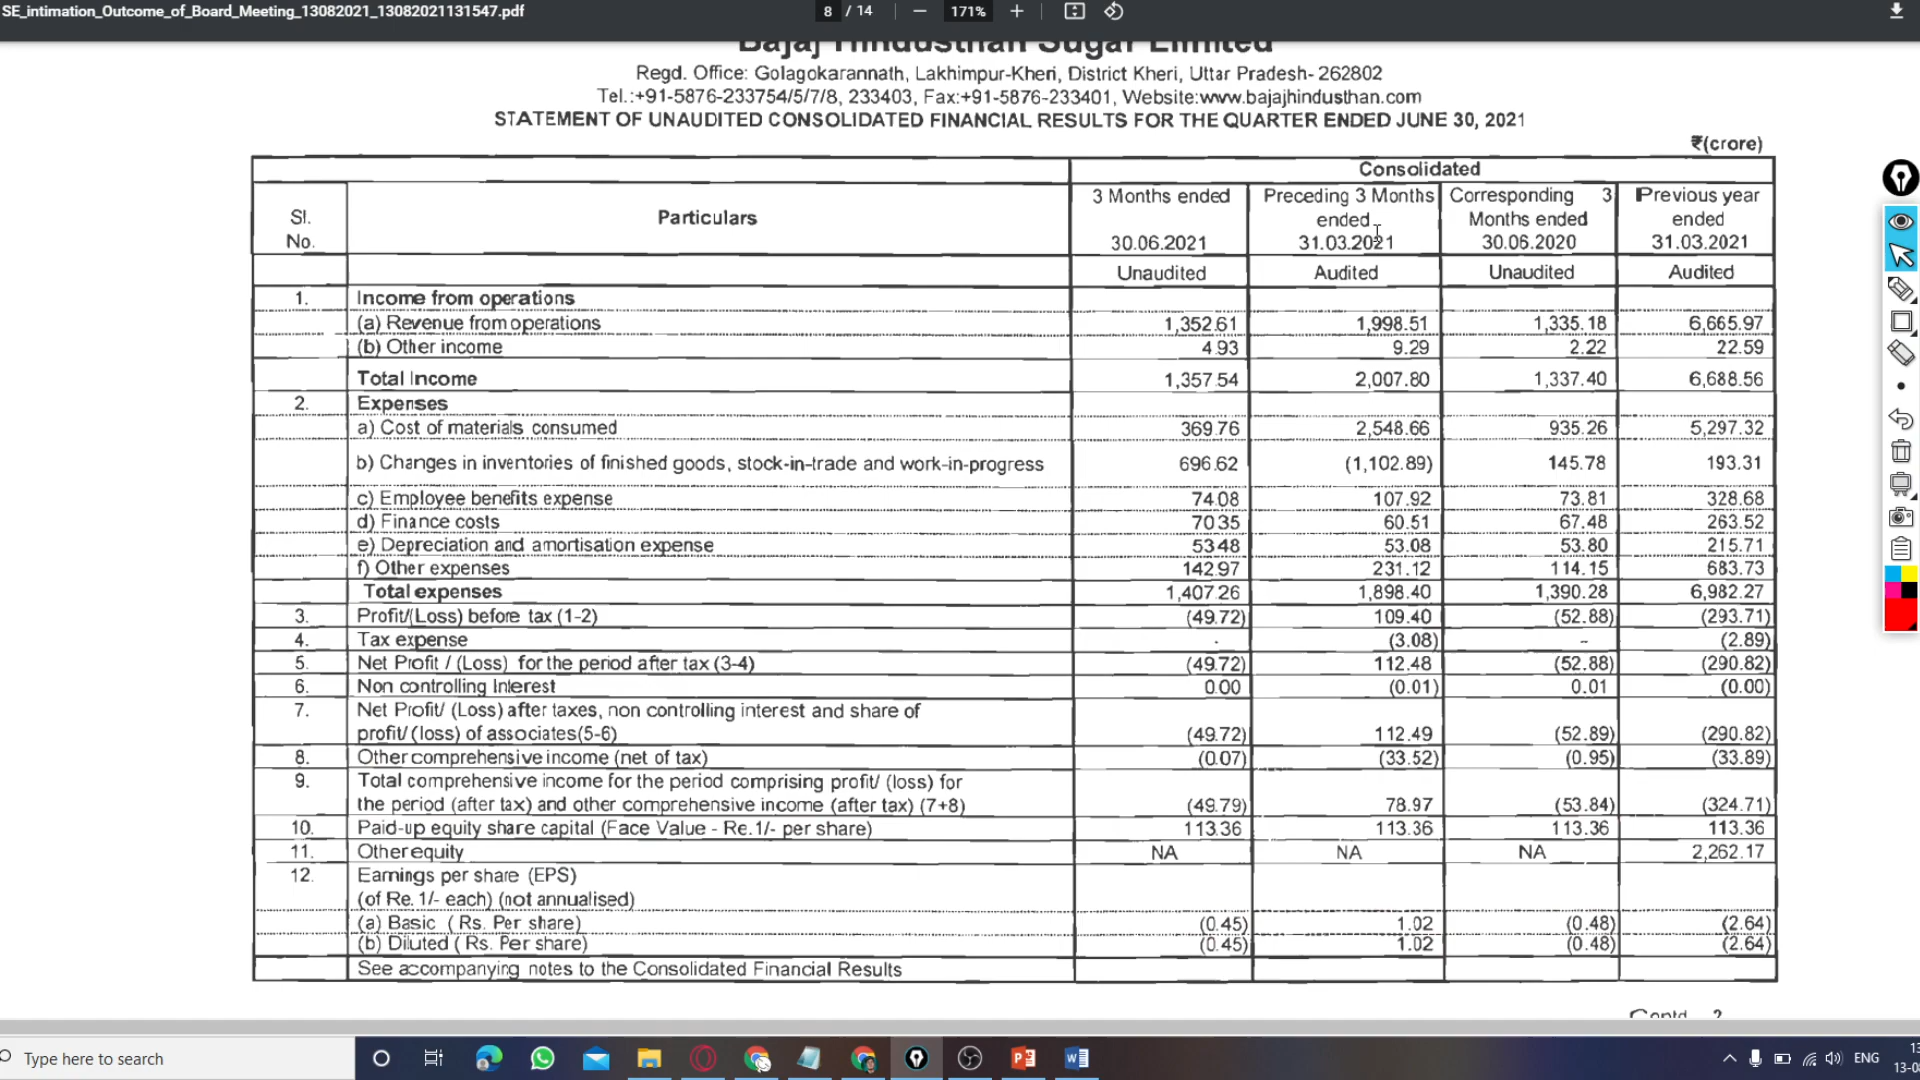 SE_intimation_Outcome_of_Board_Meeting_13082021_13082021131547.pdf 8 / 14 171%
Bajaj Hindusthan Sugar Limited
Regd. Office: Golagokarannath, Lakhimpur-Kheri, District Kheri, Uttar Pradesh- 262802
Tel.:+91-5876-233754/5/7/8, 233403, Fax:+91-5876-233401, Website:www.bajajhindusthan.com
STATEMENT OF UNAUDITED CONSOLIDATED FINANCIAL RESULTS FOR THE QUARTER ENDED JUNE 30, 2021
₹(crore)
Consolidated
Sl. No. Particulars 3 Months ended 30.06.2021 Preceding 3 Months ended 31.03.2021 Corresponding 3 Months ended 30.06.2020 Previous year ended 31.03.2021
Unaudited Audited Unaudited Audited
1. Income from operations
(a) Revenue from operations 1,352.61 1,998.51 1,335.18 6,665.97
(b) Other income 4.93 9.29 2.22 22.59
Total Income 1,357.54 2,007.80 1,337.40 6,688.56
2. Expenses
a) Cost of materials consumed 369.76 2,548.66 935.26 5,297.32
b) Changes in inventories of finished goods, stock-in-trade and work-in-progress 696.62 (1,102.89) 145.78 193.31
c) Employee benefits expense 74.08 107.92 73.81 328.68
d) Finance costs 70.35 60.51 67.48 263.52
e) Depreciation and amortisation expense 53.48 53.08 53.80 215.71
f) Other expenses 142.97 231.12 114.15 683.73
Total expenses 1,407.26 1,898.40 1,390.28 6,982.27
3. Profit/(Loss) before tax (1-2) (49.72) 109.40 (52.88) (293.71)
4. Tax expense - (3.08) - (2.89)
5. Net Profit / (Loss) for the period after tax (3-4) (49.72) 112.48 (52.88) (290.82)
6. Non controlling Interest 0.00 (0.01) 0.01 (0.00)
7. Net Profit/ (Loss) after taxes, non controlling interest and share of
profit/ (loss) of associates(5-6) (49.72) 112.49 (52.89) (290.82)
8. Other comprehensive income (net of tax) (0.07) (33.52) (0.95) (33.89)
9. Total comprehensive income for the period comprising profit/ (loss) for
the period (after tax) and other comprehensive income (after tax) (7+8) (49.79) 78.97 (53.84) (324.71)
10. Paid-up equity share capital (Face Value - Re.1/- per share) 113.36 113.36 113.36 113.36
11. Other equity NA NA NA 2,262.17
12. Earnings per share (EPS)
(of Re.1/- each) (not annualised)
(a) Basic ( Rs. Per share) (0.45) 1.02 (0.48) (2.64)
(b) Diluted ( Rs. Per share) (0.45) 1.02 (0.48) (2.64)
See accompanying notes to the Consolidated Financial Results
Contd 2
Type here to search ENG